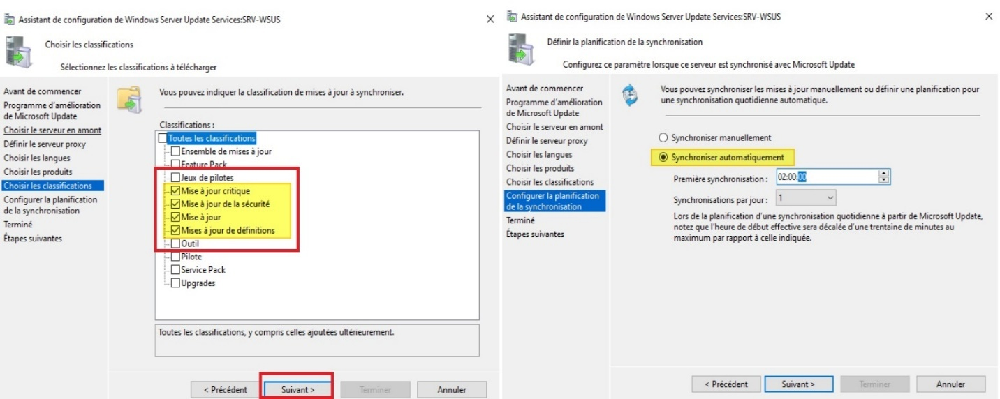 Assistant de configuration de Windows Server Update Services:SRV-WSUS
Choisir les classifications
Sélectionnez les classifications à télécharger
Avant de commencer
Programme d'amélioration
de Microsoft Update
Choisir le serveur en amont
Définir le serveur proxy
Choisir les langues
Choisir les produits
Choisir les classifications
Configurer la planification
de la synchronisation
Terminé
Étapes suivantes
Vous pouvez indiquer la classification de mises à jour à synchroniser.
Classifications :
Toutes les classifications
Ensemble de mises à jour
Feature Pack
Jeux de pilotes
Mise à jour critique
Mise à jour de la sécurité
Mise à jour
Mises à jour de définitions
Outil
Pilote
Service Pack
Upgrades
Toutes les classifications, y compris celles ajoutées ultérieurement.
< Précédent
Suivant >
Terminer
Annuler
Assistant de configuration de Windows Server Update Services:SRV-WSUS
Définir la planification de la synchronisation
Configurez ce paramètre lorsque ce serveur est synchronisé avec Microsoft Update
Avant de commencer
Programme d'amélioration
de Microsoft Update
Choisir le serveur en amont
Définir le serveur proxy
Choisir les langues
Choisir les produits
Choisir les classifications
Configurer la planification
de la synchronisation
Terminé
Étapes suivantes
Vous pouvez synchroniser les mises à jour manuellement ou définir une planification pour
une synchronisation quotidienne automatique.
Synchroniser manuellement
Synchroniser automatiquement
Première synchronisation : 02:00:00
Synchronisations par jour : 1
Lors de la planification d'une synchronisation quotidienne à partir de Microsoft Update,
notez que l'heure de début effective sera décalée d'une trentaine de minutes au
maximum par rapport à celle indiquée.
< Précédent
Suivant >
Terminer
Annuler